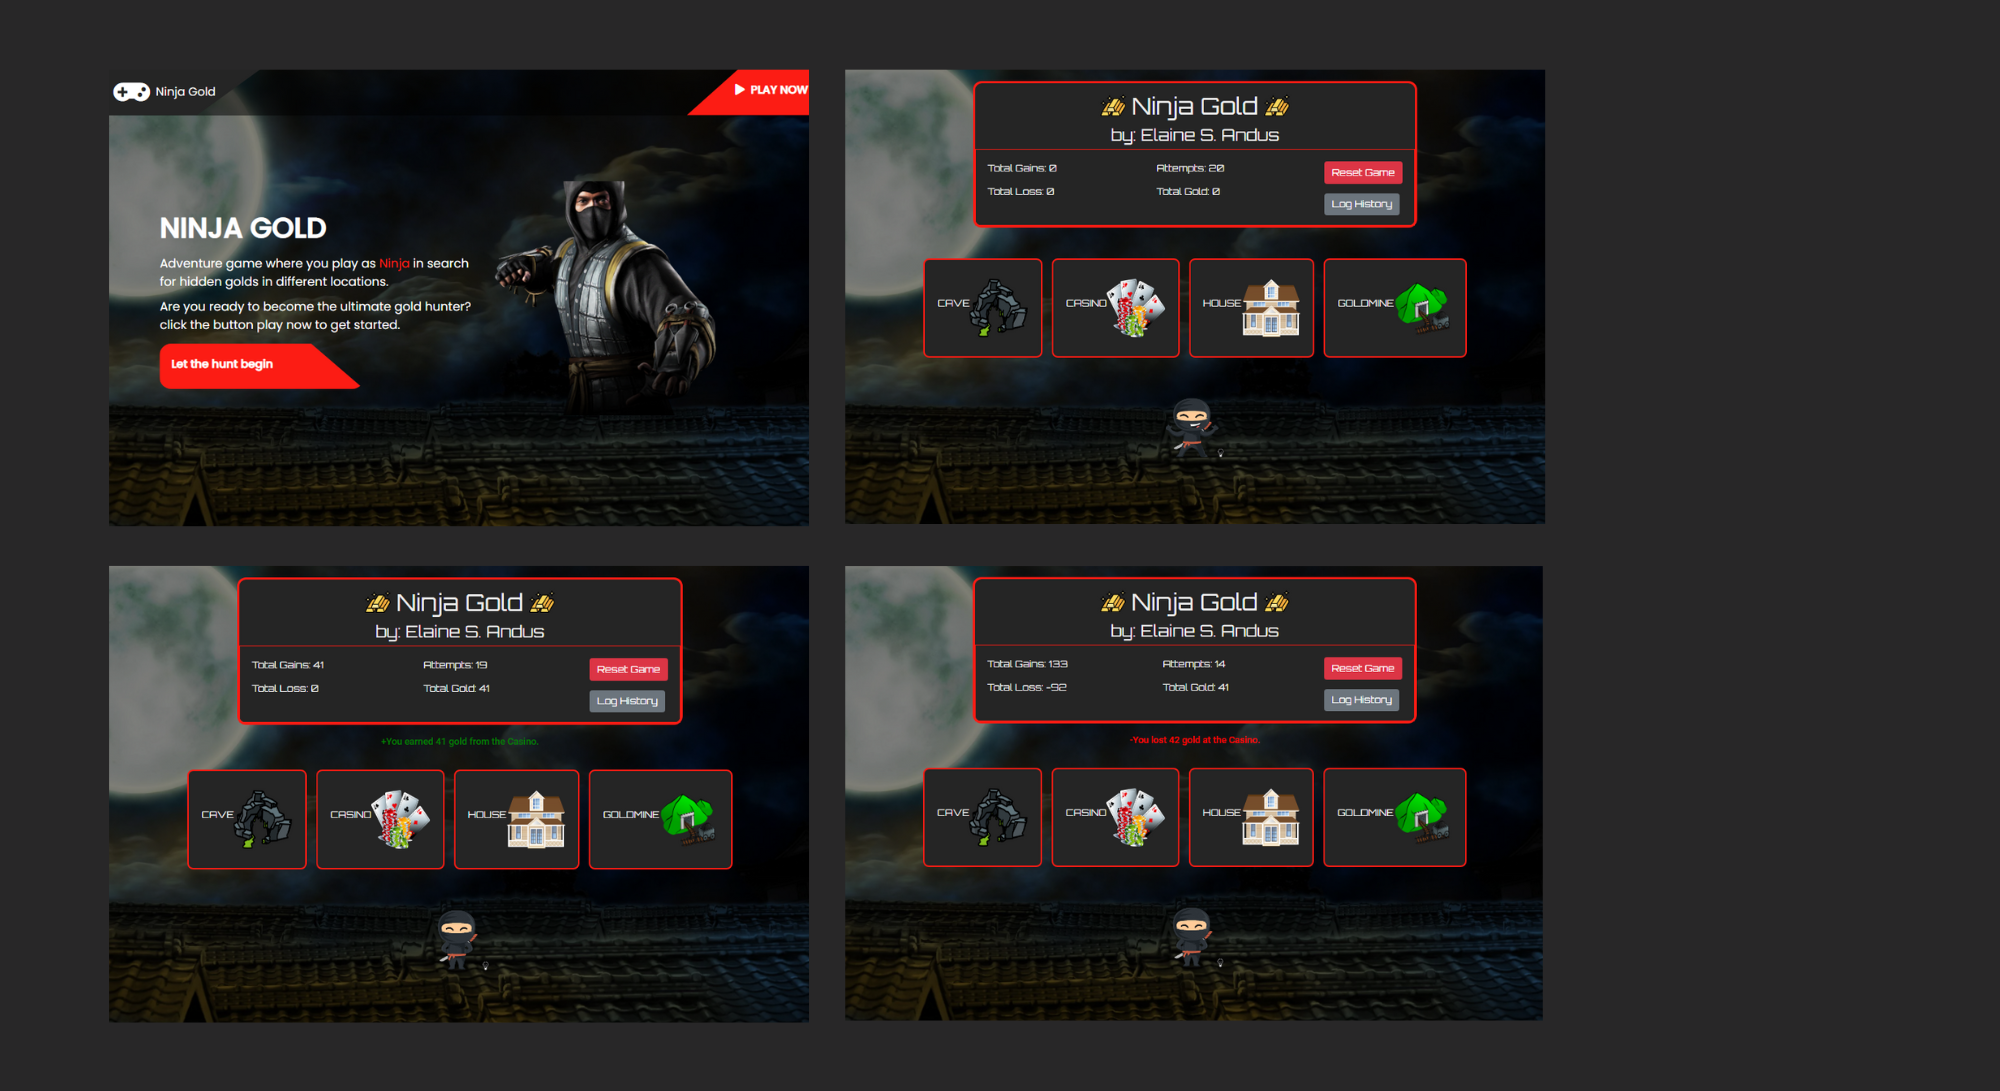 Ninja Gold
PLAY NOW
NINJA GOLD
Adventure game where you play as Ninja in search
for hidden golds in different locations.
Are you ready to become the ultimate gold hunter?
click the button play now to get started.
Let the hunt begin
Ninja Gold
by: Elaine S. Andus
Total Gains: 0
Attempts: 20
Reset Game
Total Loss: 0
Total Gold: 0
Log History
CAVE
CASINO
HOUSE
GOLDMINE
Ninja Gold
by: Elaine S. Andus
Total Gains: 41
Attempts: 19
Reset Game
Total Loss: 0
Total Gold: 41
Log History
+You earned 41 gold from the Casino.
CAVE
CASINO
HOUSE
GOLDMINE
Ninja Gold
by: Elaine S. Andus
Total Gains: 133
Attempts: 14
Reset Game
Total Loss: -92
Total Gold: 41
Log History
-You lost 42 gold at the Casino.
CAVE
CASINO
HOUSE
GOLDMINE